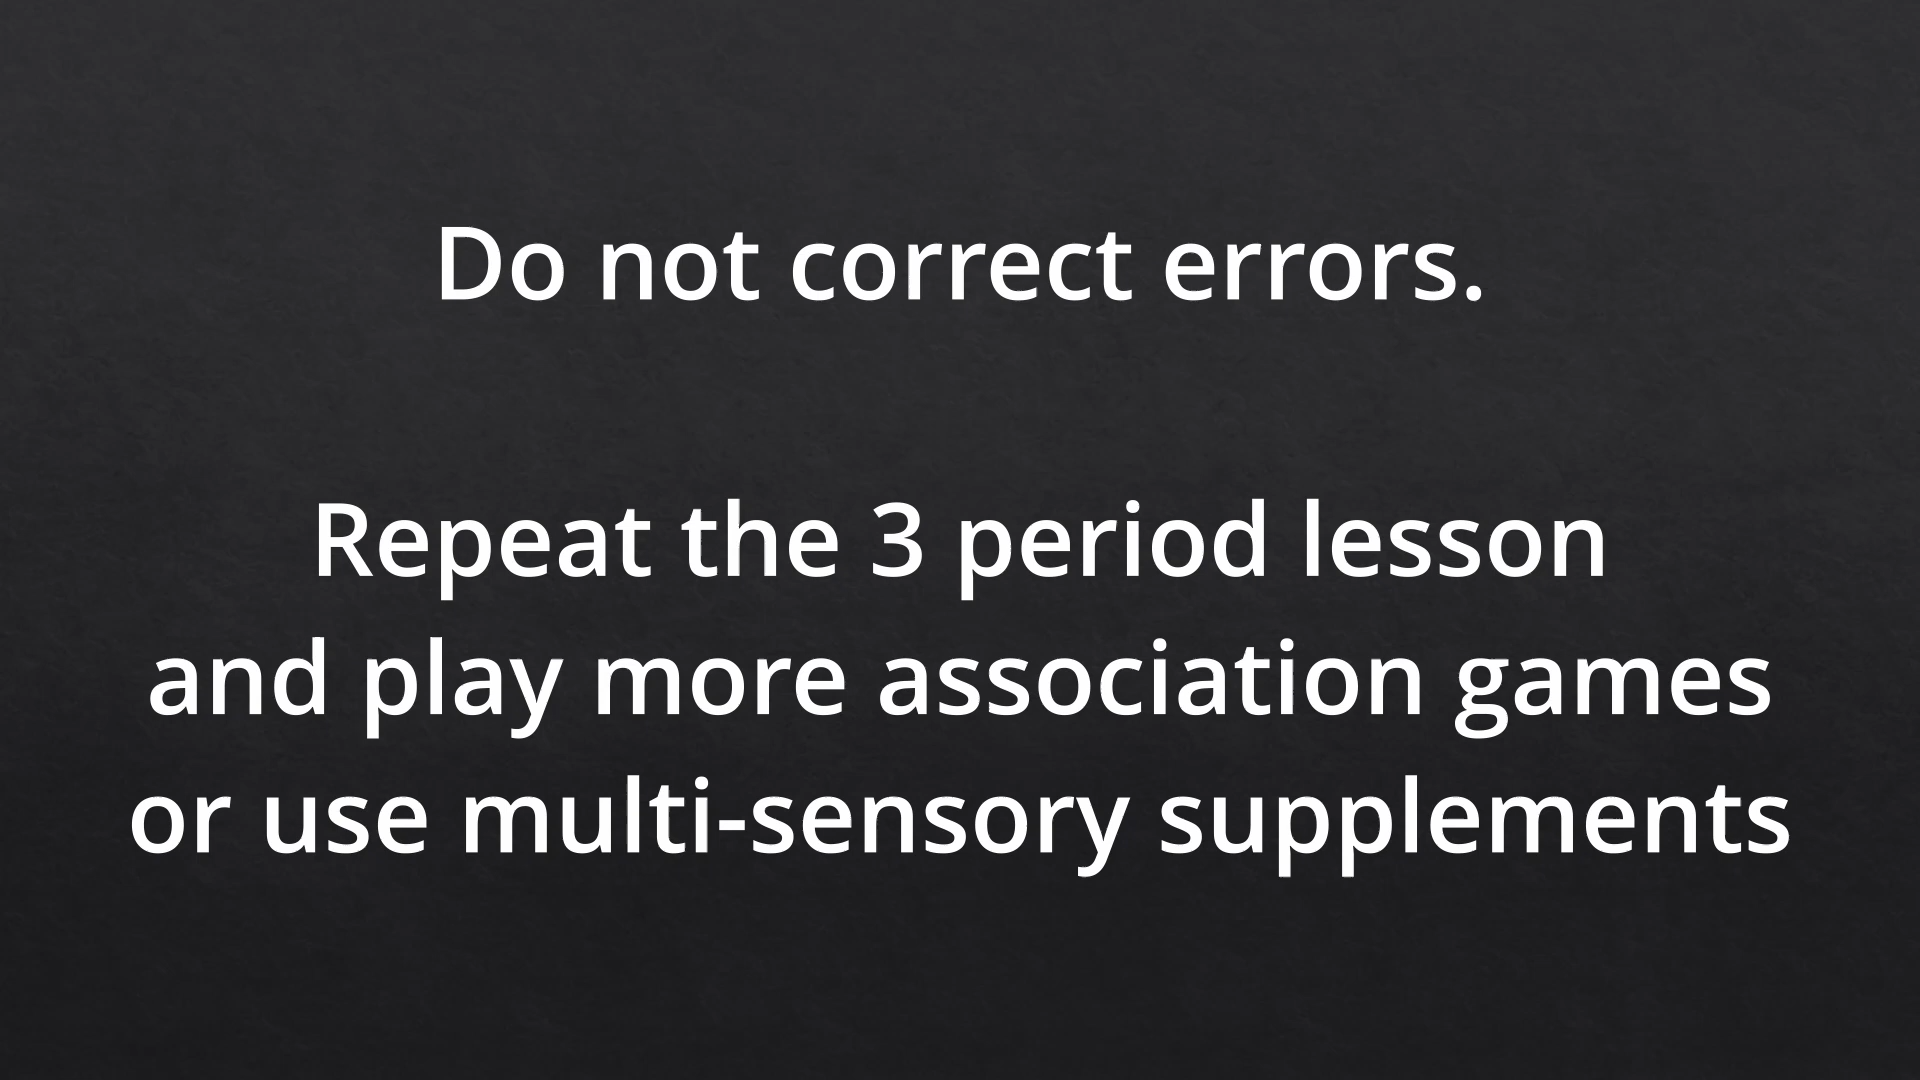 Do not correct errors.
Repeat the 3 period lesson
and play more association games
or use multi-sensory supplements